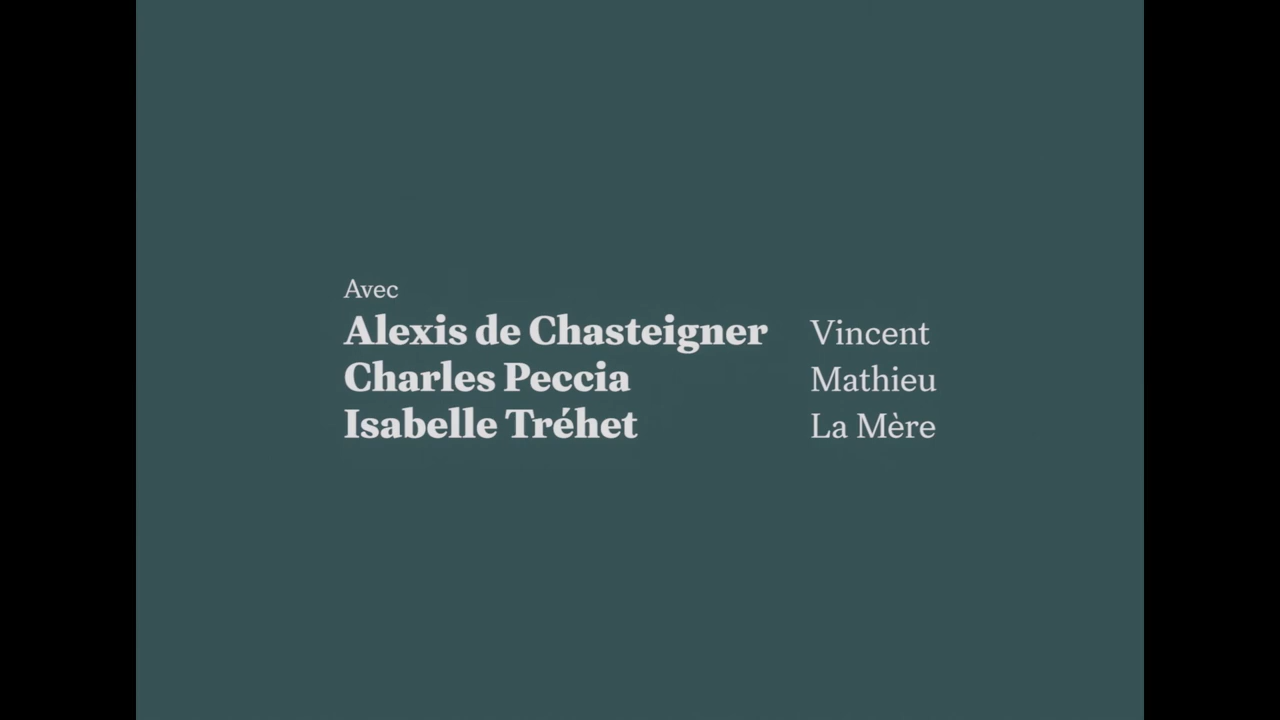 Avec
Alexis de Chasteigner Vincent
Charles Peccia Mathieu
Isabelle Tréhet La Mère